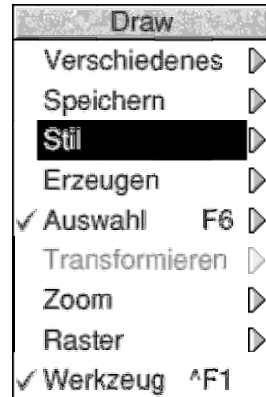 Draw
Verschiedenes
Speichern
Stil
Erzeugen
✓ Auswahl F6
Transformieren
Zoom
Raster
✓ Werkzeug ^F1